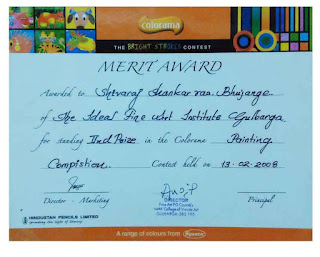 colorama
THE BRIGHT STROKES CONTEST
MERIT AWARD
Awarded to Shivaraj Shankar rao. Bhujange
of The Ideal Fine Art Institute Gulbarga
for standing IInd Prize in the Colorama Painting
Comptition. Contest held on 13-02-2008
Director - Marketing
DIRECTOR
Principal
HINDUSTAN PENCILS LIMITED
A range of colours from Apsara